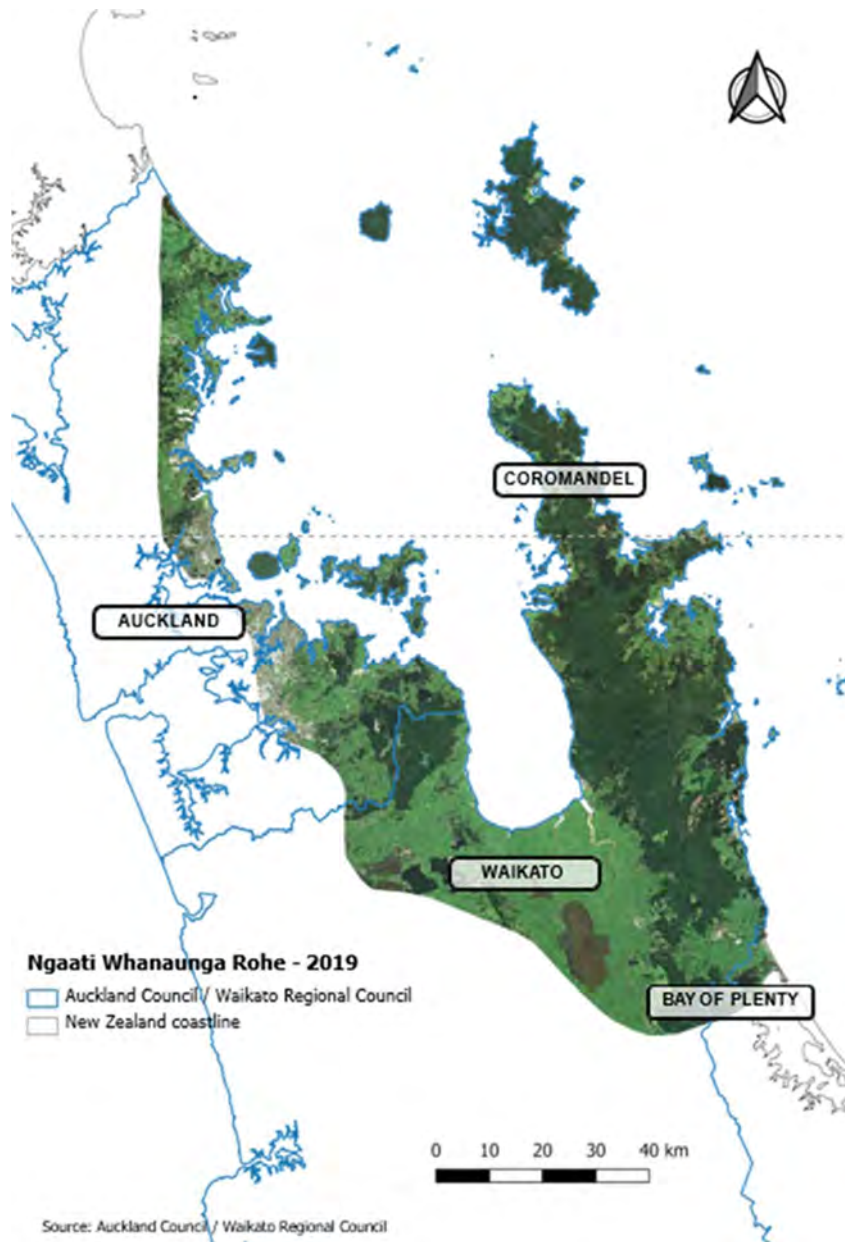 COROMANDEL
AUCKLAND
WAIKATO
Ngaati Whanaunga Rohe - 2019
Auckland Council / Waikato Regional Council
New Zealand coastline
BAY OF PLENTY
0 10 20 30 40 km
Source: Auckland Council / Waikato Regional Council